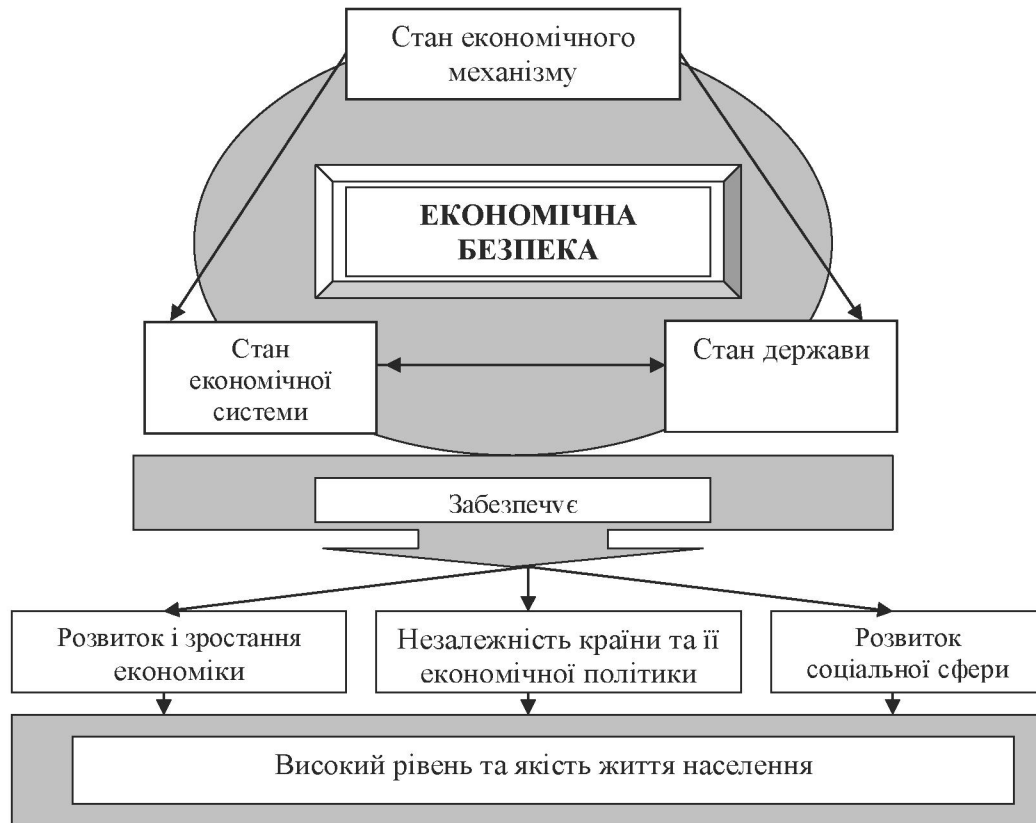 Стан економічного
механізму
ЕКОНОМІЧНА
БЕЗПЕКА
Стан
економічної
системи
Стан держави
Забезпечує
Розвиток і зростання
економіки
Незалежність країни та її
економічної політики
Розвиток
соціальної сфери
Високий рівень та якість життя населення